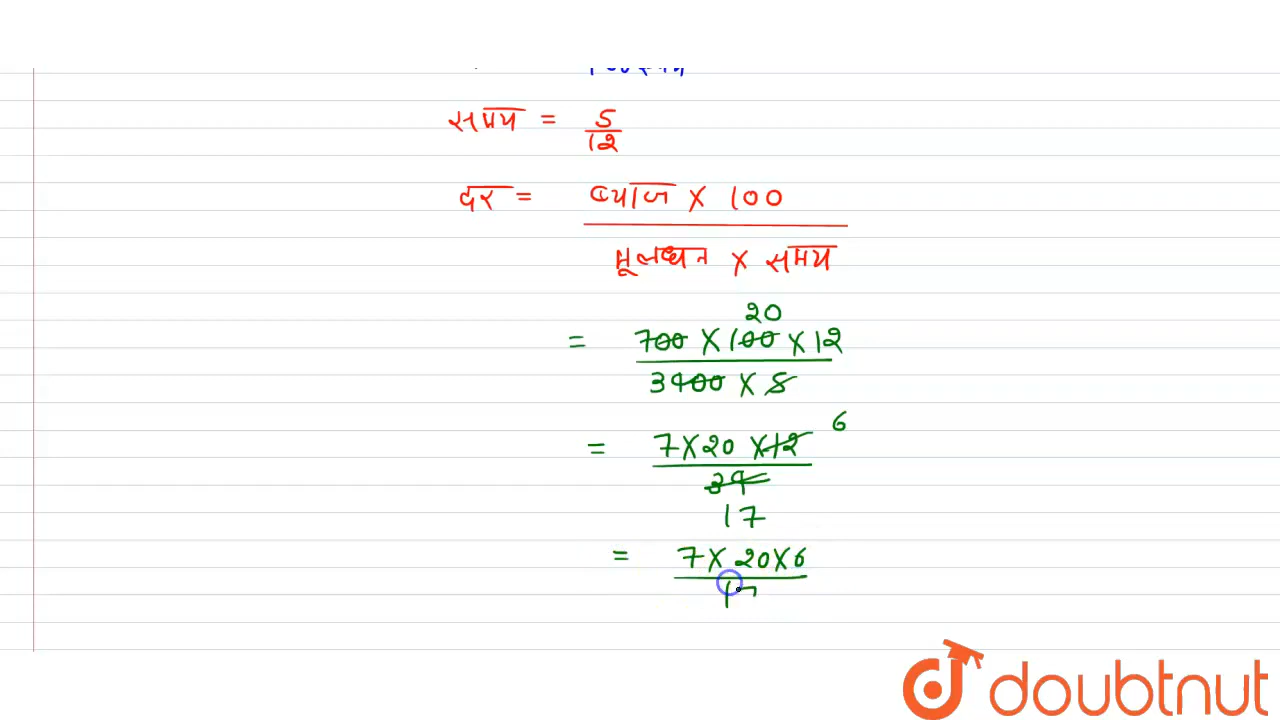 समय = 5/12
दर = ब्याज × 100 / मूलधन × समय
20
= 700 × 100 × 12 / 3400 × 5
6
= 7 × 20 × 12 / 34
17
= 7 × 20 × 6 / 17
doubtnut